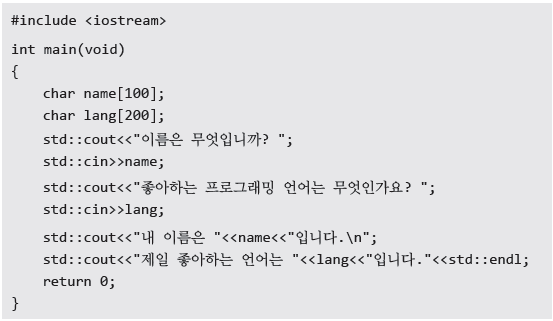 #include <iostream>
int main(void)
{
    char name[100];
    char lang[200];
    std::cout<<"이름은 무엇입니까? ";
    std::cin>>name;
    std::cout<<"좋아하는 프로그래밍 언어는 무엇인가요? ";
    std::cin>>lang;
    std::cout<<"내 이름은 "<<name<<"입니다.\n";
    std::cout<<"제일 좋아하는 언어는 "<<lang<<"입니다."<<std::endl;
    return 0;
}